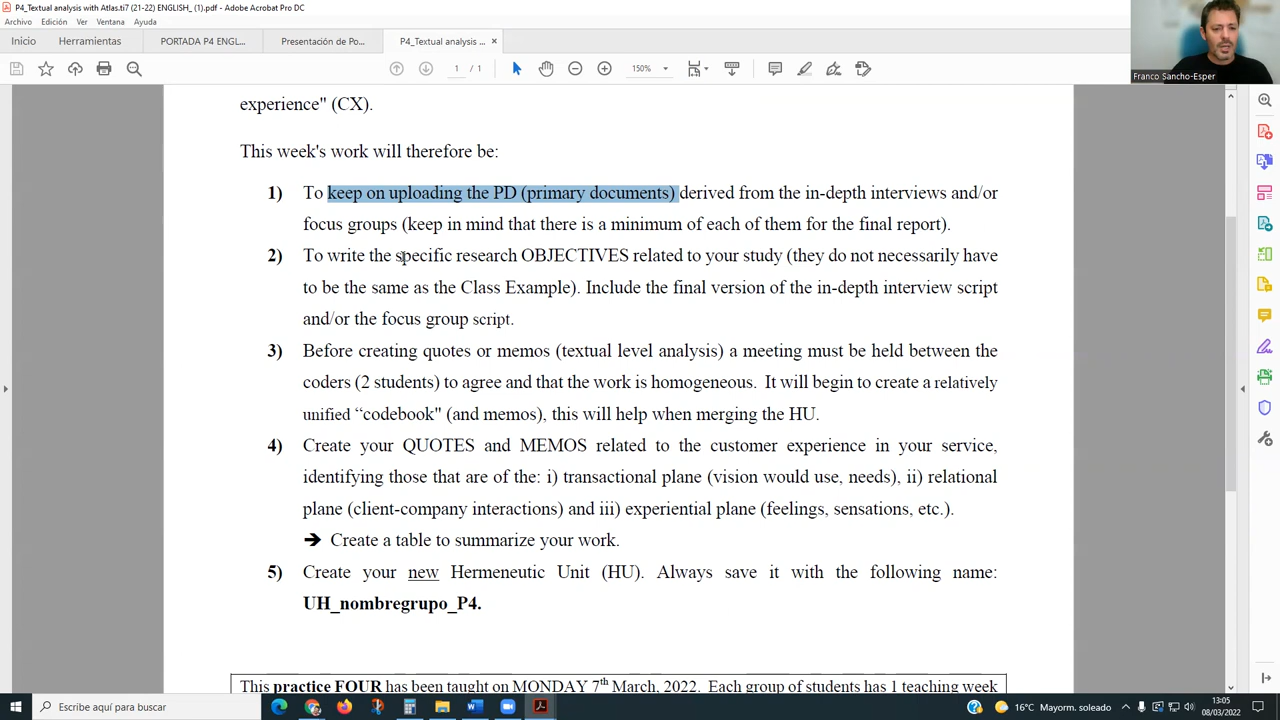 P4_Textual analysis with Atlas.ti7 (21-22) ENGLISH_ (1).pdf - Adobe Acrobat Pro DC
Archivo Edición Ver Ventana Ayuda
Inicio Herramientas PORTADA P4 ENGL... Presentación de Po... P4_Textual analysis ... ×
1 / 1 150%
Franco Sancho-Esper
experience" (CX).
This week's work will therefore be:
1) To keep on uploading the PD (primary documents) derived from the in-depth interviews and/or
focus groups (keep in mind that there is a minimum of each of them for the final report).
2) To write the specific research OBJECTIVES related to your study (they do not necessarily have
to be the same as the Class Example). Include the final version of the in-depth interview script
and/or the focus group script.
3) Before creating quotes or memos (textual level analysis) a meeting must be held between the
coders (2 students) to agree and that the work is homogeneous. It will begin to create a relatively
unified “codebook" (and memos), this will help when merging the HU.
4) Create your QUOTES and MEMOS related to the customer experience in your service,
identifying those that are of the: i) transactional plane (vision would use, needs), ii) relational
plane (client-company interactions) and iii) experiential plane (feelings, sensations, etc.).
➔ Create a table to summarize your work.
5) Create your new Hermeneutic Unit (HU). Always save it with the following name:
UH_nombregrupo_P4.
This practice FOUR has been taught on MONDAY 7th March, 2022. Each group of students has 1 teaching week
Escribe aquí para buscar
16°C Mayorm. soleado
13:05
08/03/2022